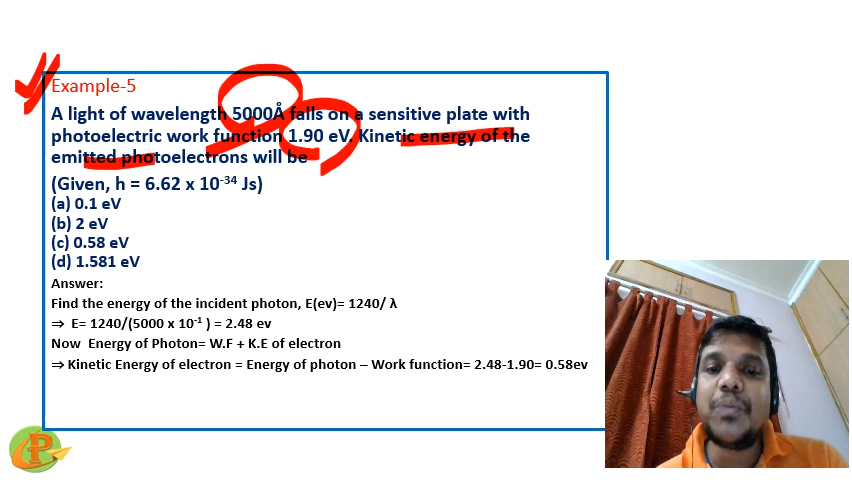 Example-5
A light of wavelength 5000Å falls on a sensitive plate with
photoelectric work function 1.90 eV. Kinetic energy of the
emitted photoelectrons will be
(Given, h = 6.62 x 10⁻³⁴ Js)
(a) 0.1 eV
(b) 2 eV
(c) 0.58 eV
(d) 1.581 eV
Answer:
Find the energy of the incident photon, E(ev)= 1240/ λ
⇒ E= 1240/(5000 x 10⁻¹ ) = 2.48 ev
Now Energy of Photon= W.F + K.E of electron
⇒ Kinetic Energy of electron = Energy of photon – Work function= 2.48-1.90= 0.58ev
P